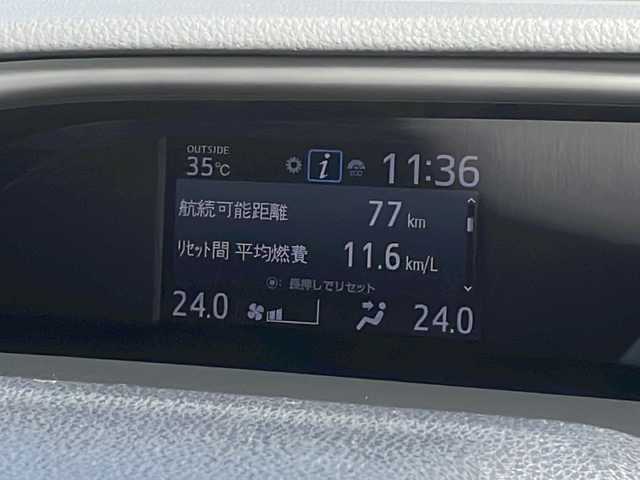 OUTSIDE
35℃ i ECO 11:36
航続可能距離 77 km
リセット間 平均燃費 11.6 km/L
◉: 長押しでリセット
24.0 24.0